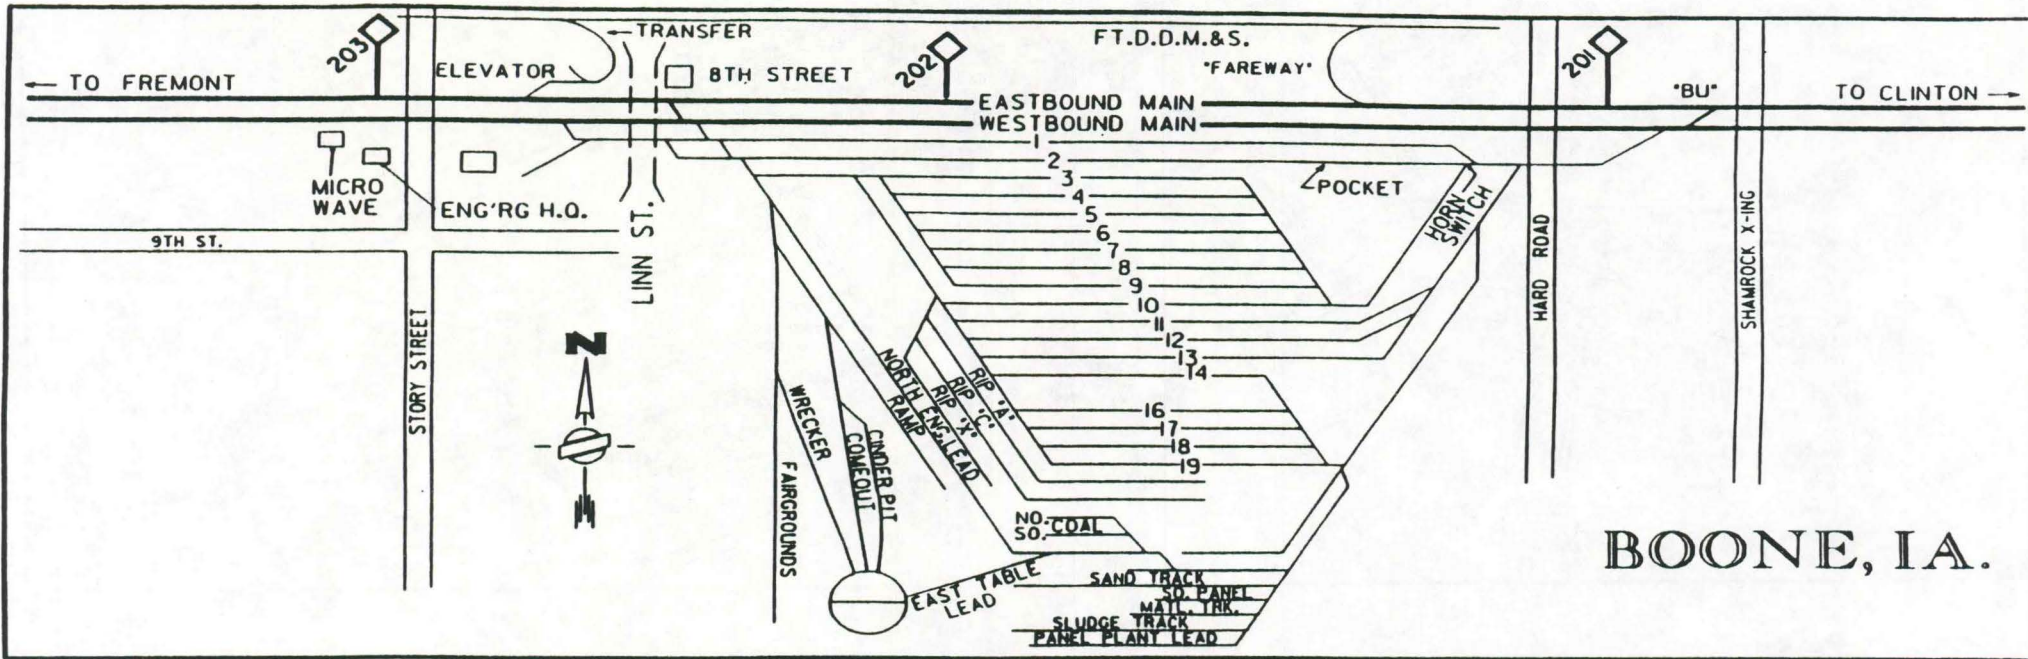 203
TRANSFER
FT.D.D.M.&S.
"FAREWAY"
202
201
ELEVATOR
8TH STREET
← TO FREMONT
"BU"
TO CLINTON →
EASTBOUND MAIN
WESTBOUND MAIN
1
2
3
4
5
6
7
8
9
10
11
12
13
14
16
17
18
19
POCKET
HORN
SWITCH
MICRO
WAVE
ENG'RG H.Q.
9TH ST.
LINN ST.
STORY STREET
HARD ROAD
SHAMROCK X-ING
N
WRECKER
FAIRGROUNDS
COMEOUT
CINDER PIT
RAMP
NORTH ENG. LEAD
RIP "X"
RIP "C"
RIP "A"
NO.
SO.
COAL
EAST TABLE
LEAD
SAND TRACK
SO. PANEL
MATL. TRK.
SLUDGE TRACK
PANEL PLANT LEAD
BOONE, IA.